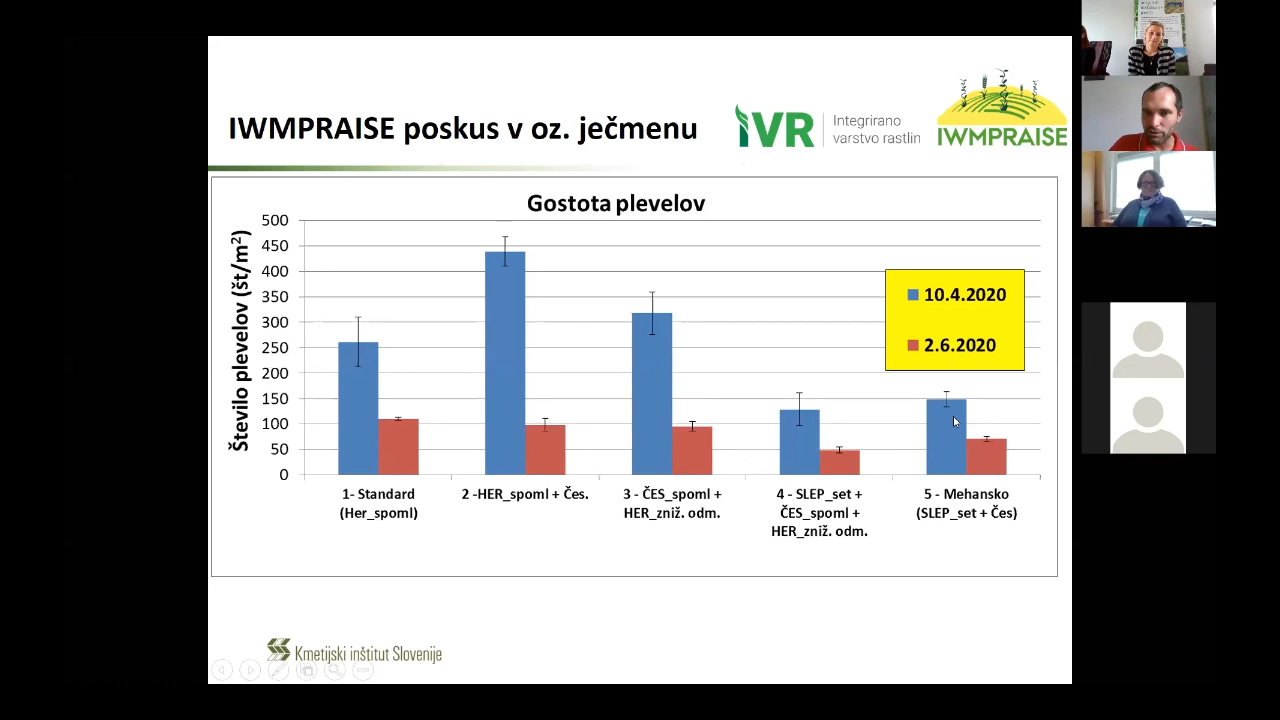 IWMPRAISE poskus v oz. ječmenu
iVR
Integrirano
varstvo rastlin
IWMPRAISE
Gostota plevelov
Število plevelov (št/m²)
500
450
400
350
300
250
200
150
100
50
0
10.4.2020
2.6.2020
1- Standard
(Her_spoml)
2 -HER_spoml + Čes.
3 - ČES_spoml +
HER_zniž. odm.
4 - SLEP_set +
ČES_spoml +
HER_zniž. odm.
5 - Mehansko
(SLEP_set + Čes)
Kmetijski inštitut Slovenije